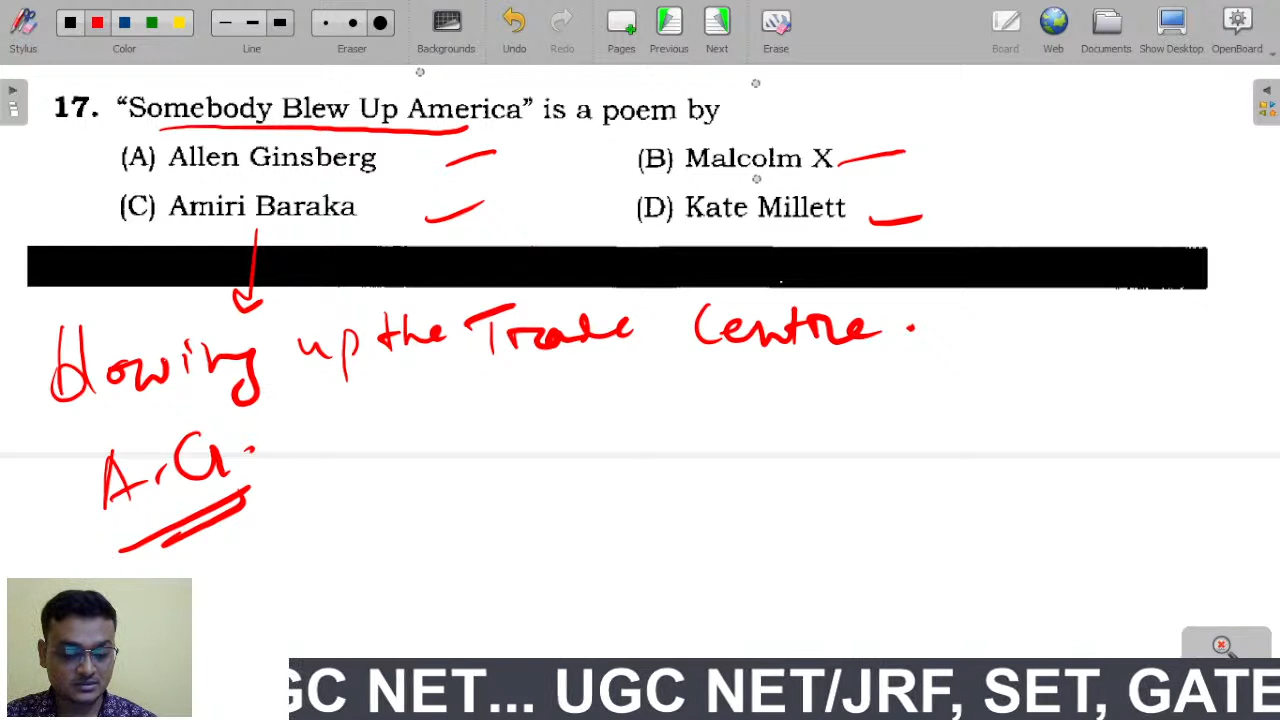 Stylus Color Line Eraser Backgrounds Undo Redo Pages Previous Next Erase Board Web Documents Show Desktop OpenBoard
17. “Somebody Blew Up America” is a poem by
(A) Allen Ginsberg (B) Malcolm X
(C) Amiri Baraka (D) Kate Millett
blowing up the Trade Centre.
GC NET... UGC NET/JRF, SET, GATE